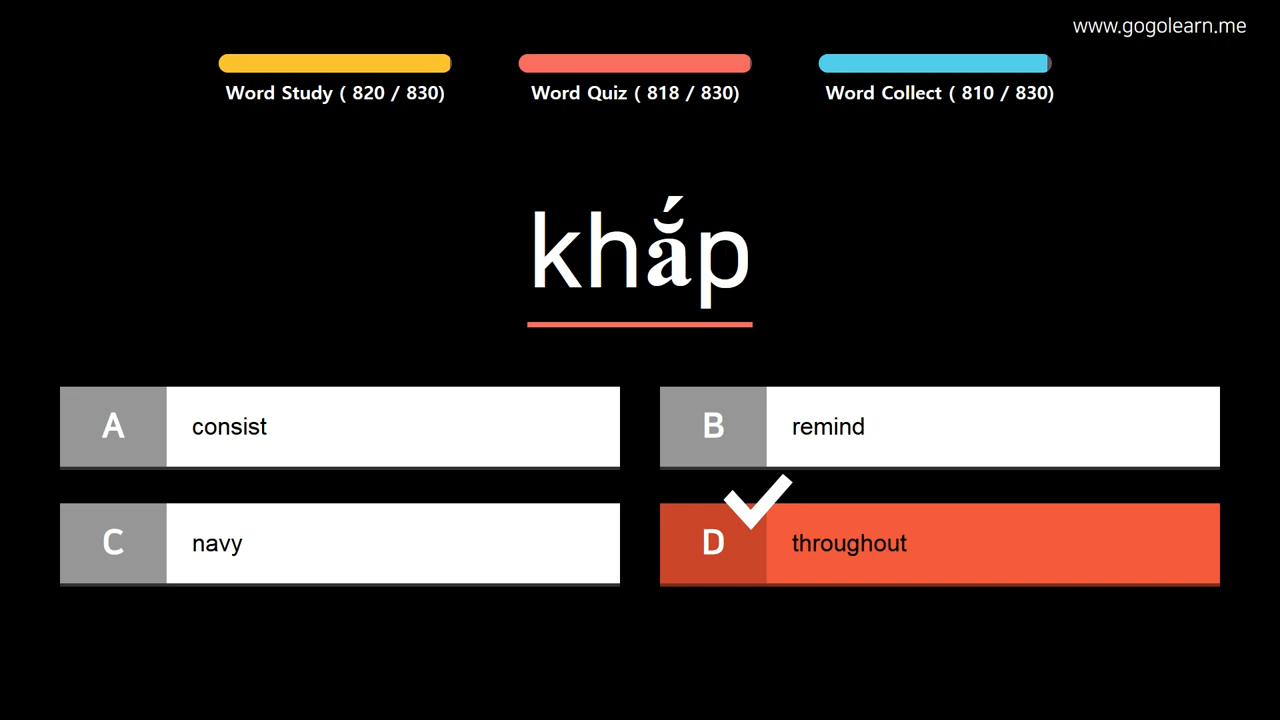 www.gogolearn.me
Word Study ( 820 / 830)
Word Quiz ( 818 / 830)
Word Collect ( 810 / 830)
khắp
A consist
B remind
C navy
D throughout